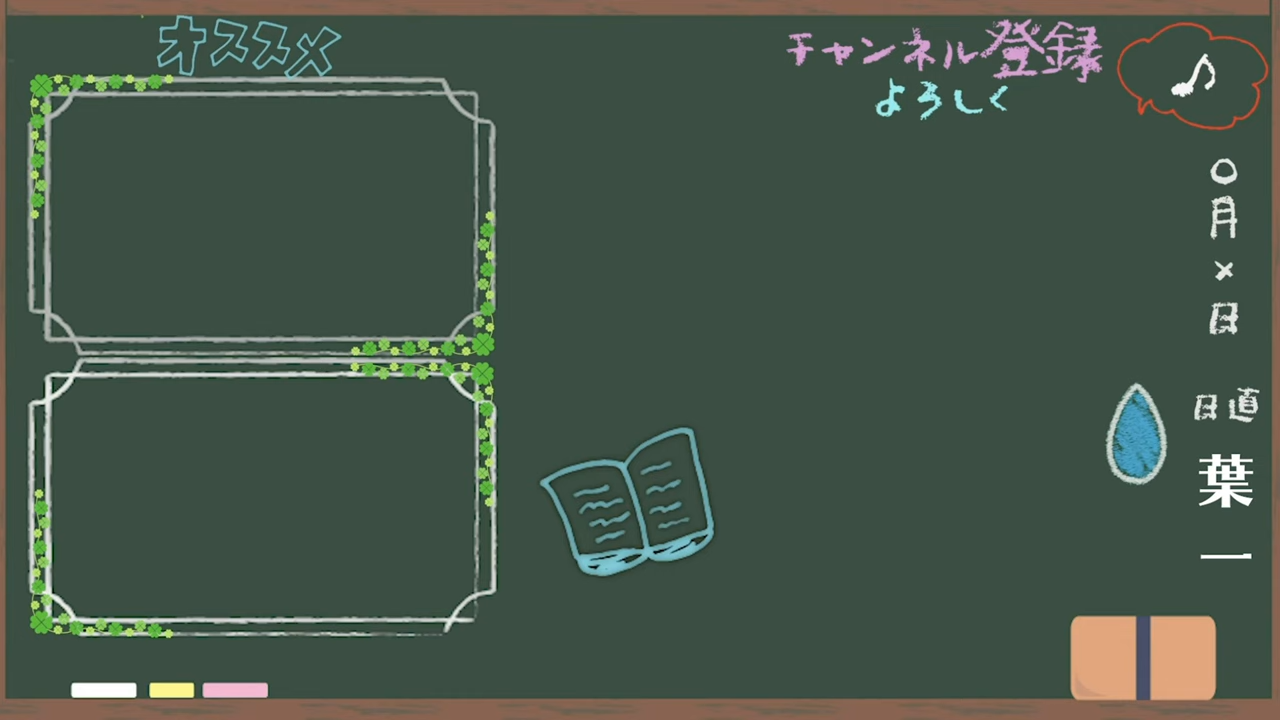 オススメ
チャンネル登録
よろしく
○月×日
日直
葉一